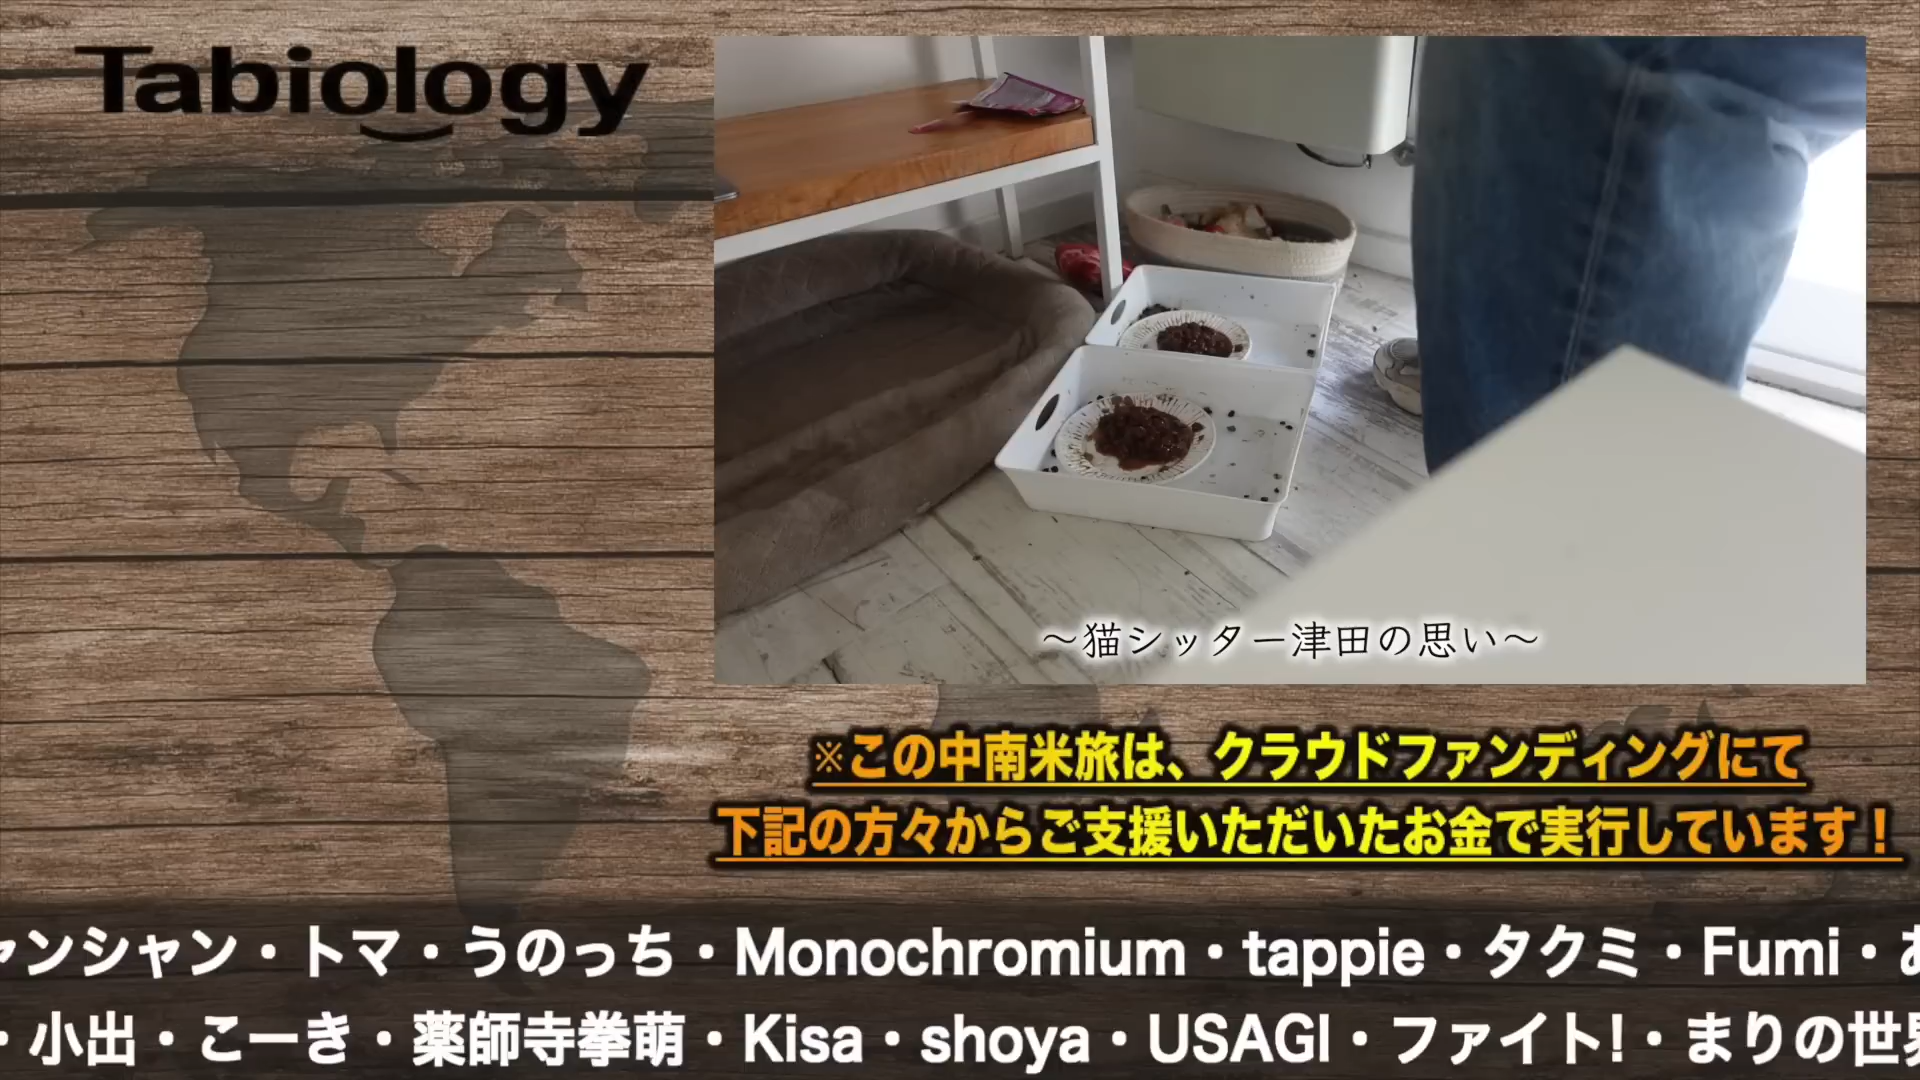 Tabiology
～猫シッター津田の思い～
※この中南米旅は、クラウドファンディングにて
下記の方々からご支援いただいたお金で実行しています！
ャンシャン・トマ・うのっち・Monochromium・tappie・タクミ・Fumi・あ
・小出・こーき・薬師寺拳萌・Kisa・shoya・USAGI・ファイト!・まりの世界